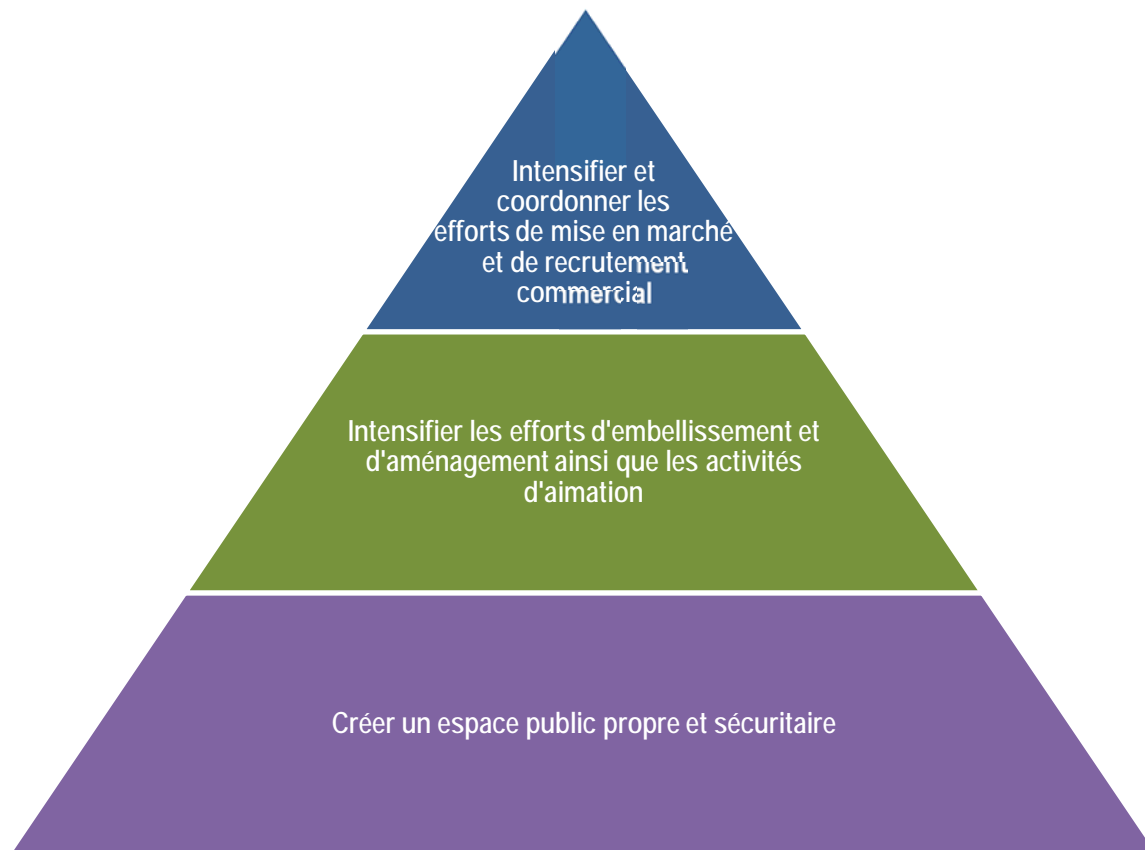 Intensifier et
coordonner les
efforts de mise en marché
et de recrutement
commercial
Intensifier les efforts d'embellissement et
d'aménagement ainsi que les activités
d'aimation
Créer un espace public propre et sécuritaire